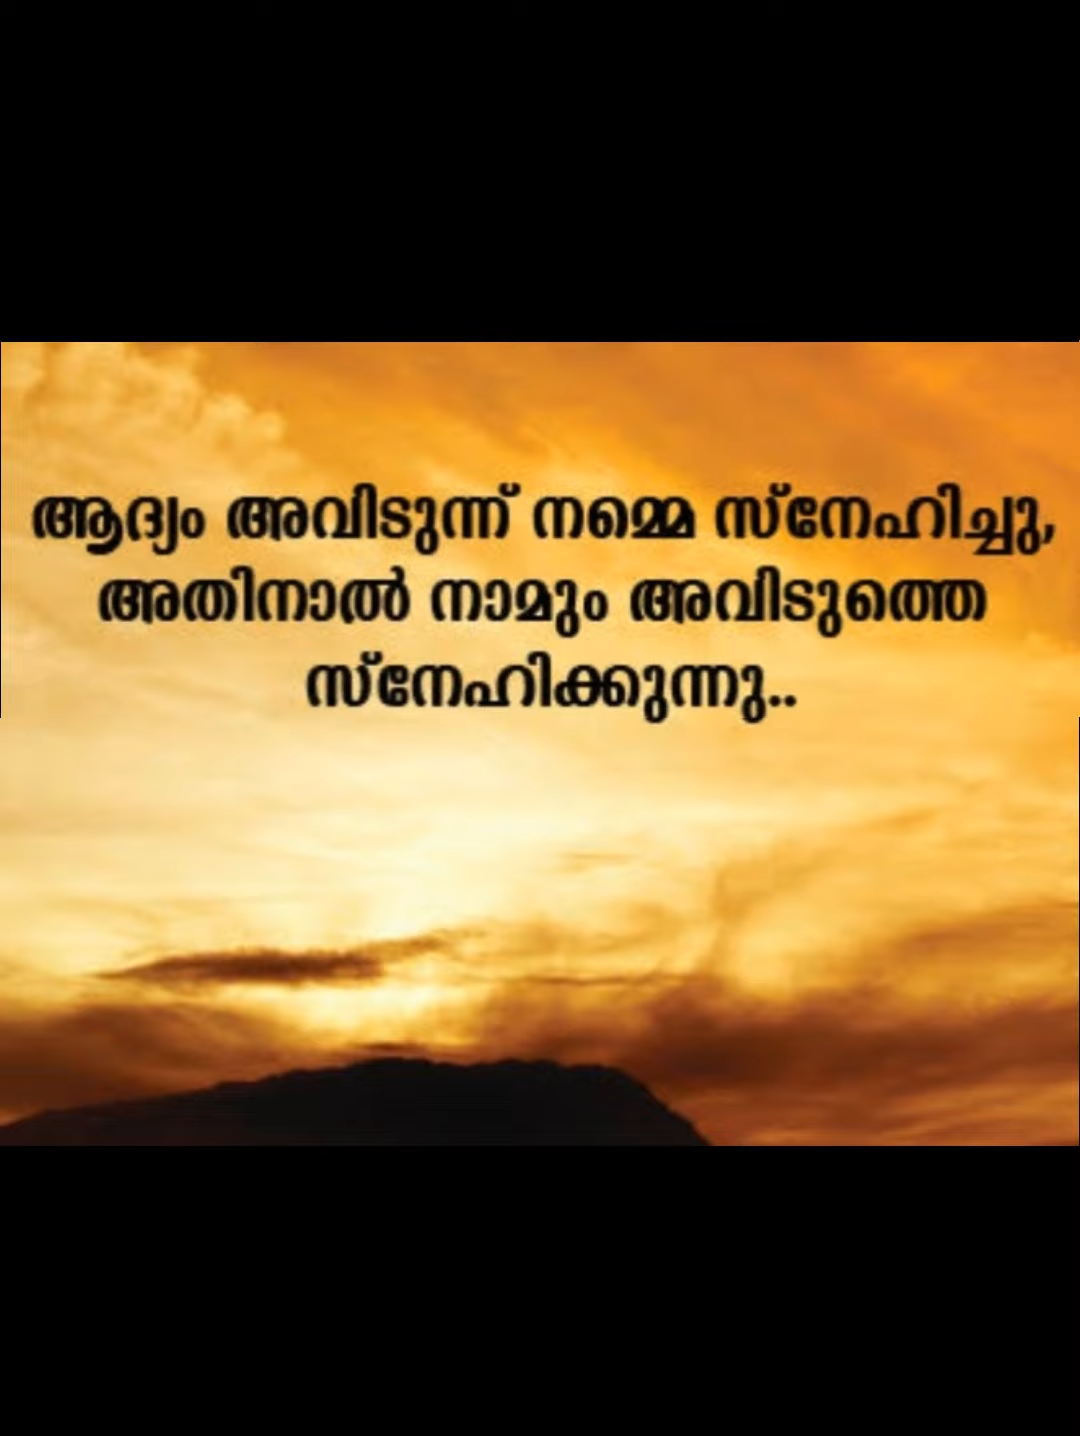 ആദ്യം അവിടുന്ന് നമ്മെ സ്നേഹിച്ചു,
അതിനാൽ നാമും അവിടുത്തെ
സ്നേഹിക്കുന്നു..